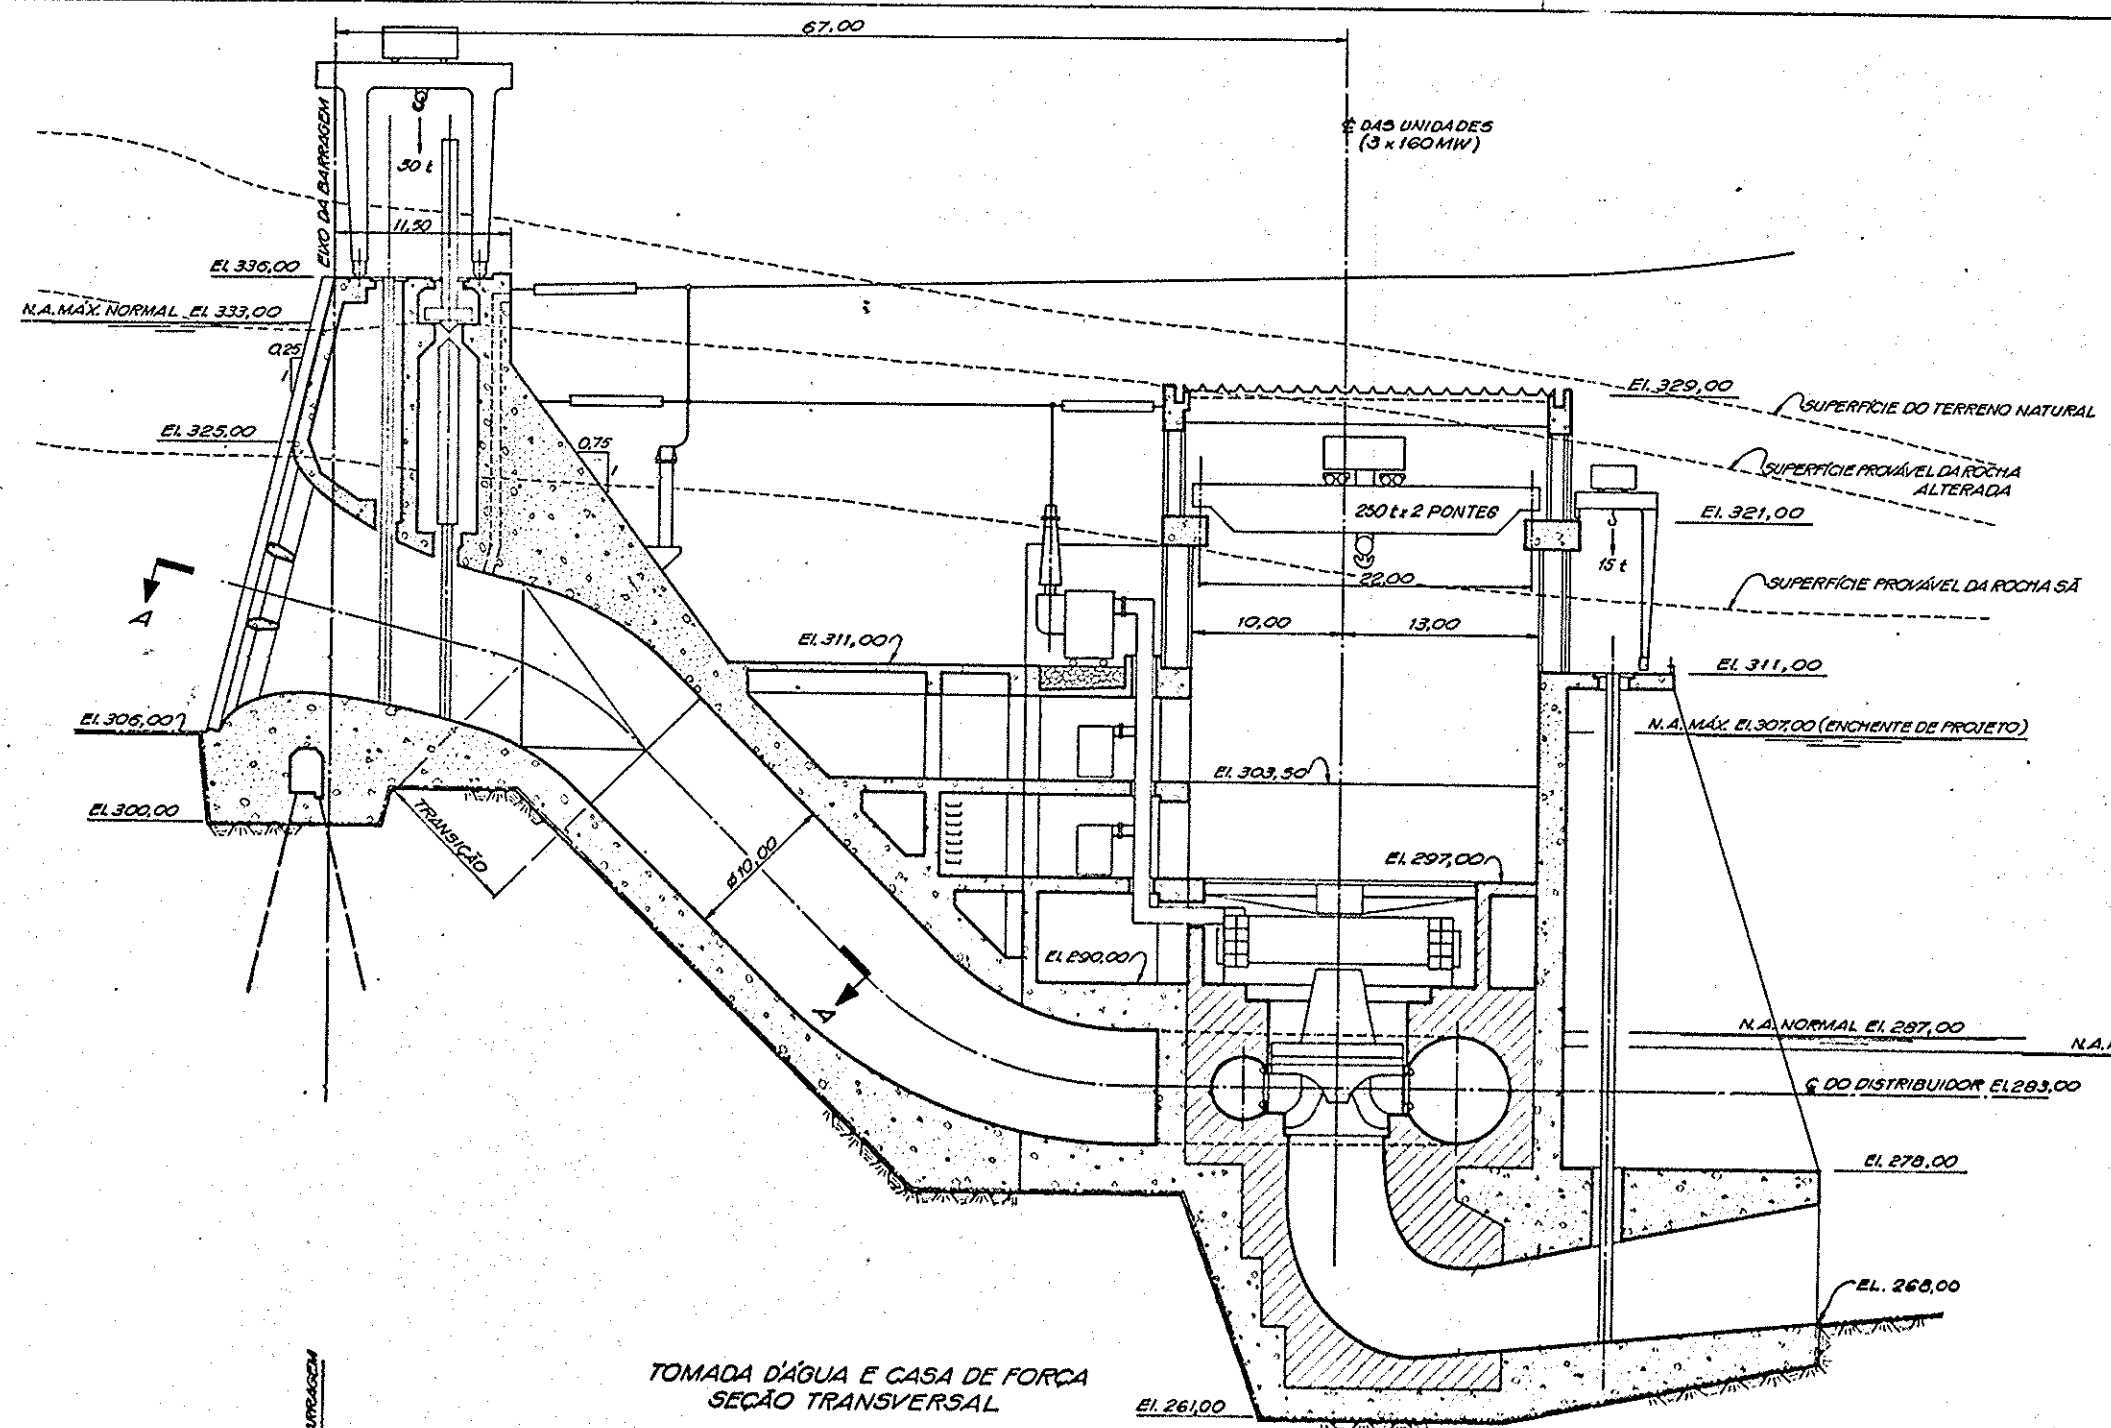 67,00
EIXO DA BARRAGEM
50 t
11,50
₵ DAS UNIDADES
(3 x 160 MW)
El. 336,00
N.A. MÁX. NORMAL El. 333,00
0,25
1
El. 325,00
0,75
1
El. 329,00
SUPERFÍCIE DO TERRENO NATURAL
SUPERFÍCIE PROVÁVEL DA ROCHA
ALTERADA
250 t x 2 PONTES
El. 321,00
15 t
22,00
SUPERFÍCIE PROVÁVEL DA ROCHA SÃ
A
10,00
13,00
El. 311,00
El. 311,00
El. 306,00
N.A. MÁX. El. 307,00 (ENCHENTE DE PROJETO)
El. 303,50
El. 300,00
TRANSIÇÃO
ø 10,00
El. 297,00
El. 290,00
A
N.A. NORMAL El. 287,00
N.A.
₵ DO DISTRIBUIDOR El. 283,00
El. 278,00
EL. 268,00
TOMADA D'ÁGUA E CASA DE FORÇA
SEÇÃO TRANSVERSAL
El. 261,00